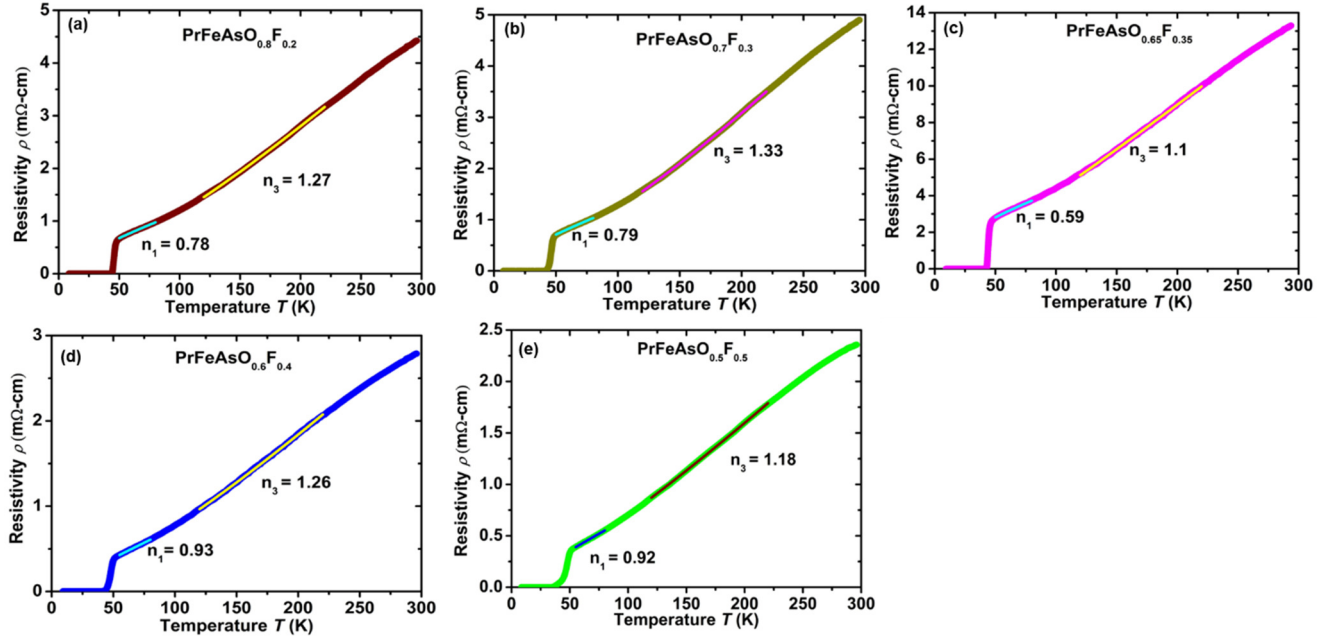 (a)
PrFeAsO0.8F0.2
5
4
3
2
1
0
Resistivity ρ (mΩ-cm)
n3 = 1.27
n1 = 0.78
0 50 100 150 200 250 300
Temperature T (K)
(b)
PrFeAsO0.7F0.3
5
4
3
2
1
0
Resistivity ρ (mΩ-cm)
n3 = 1.33
n1 = 0.79
0 50 100 150 200 250 300
Temperature T (K)
(c)
PrFeAsO0.65F0.35
14
12
10
8
6
4
2
0
Resistivity ρ (mΩ-cm)
n3 = 1.1
n1 = 0.59
0 50 100 150 200 250 300
Temperature T (K)
(d)
PrFeAsO0.6F0.4
3
2
1
0
Resistivity ρ (mΩ-cm)
n3 = 1.26
n1 = 0.93
0 50 100 150 200 250 300
Temperature T (K)
(e)
PrFeAsO0.5F0.5
2.5
2.0
1.5
1.0
0.5
0.0
Resistivity ρ (mΩ-cm)
n3 = 1.18
n1 = 0.92
0 50 100 150 200 250 300
Temperature T (K)